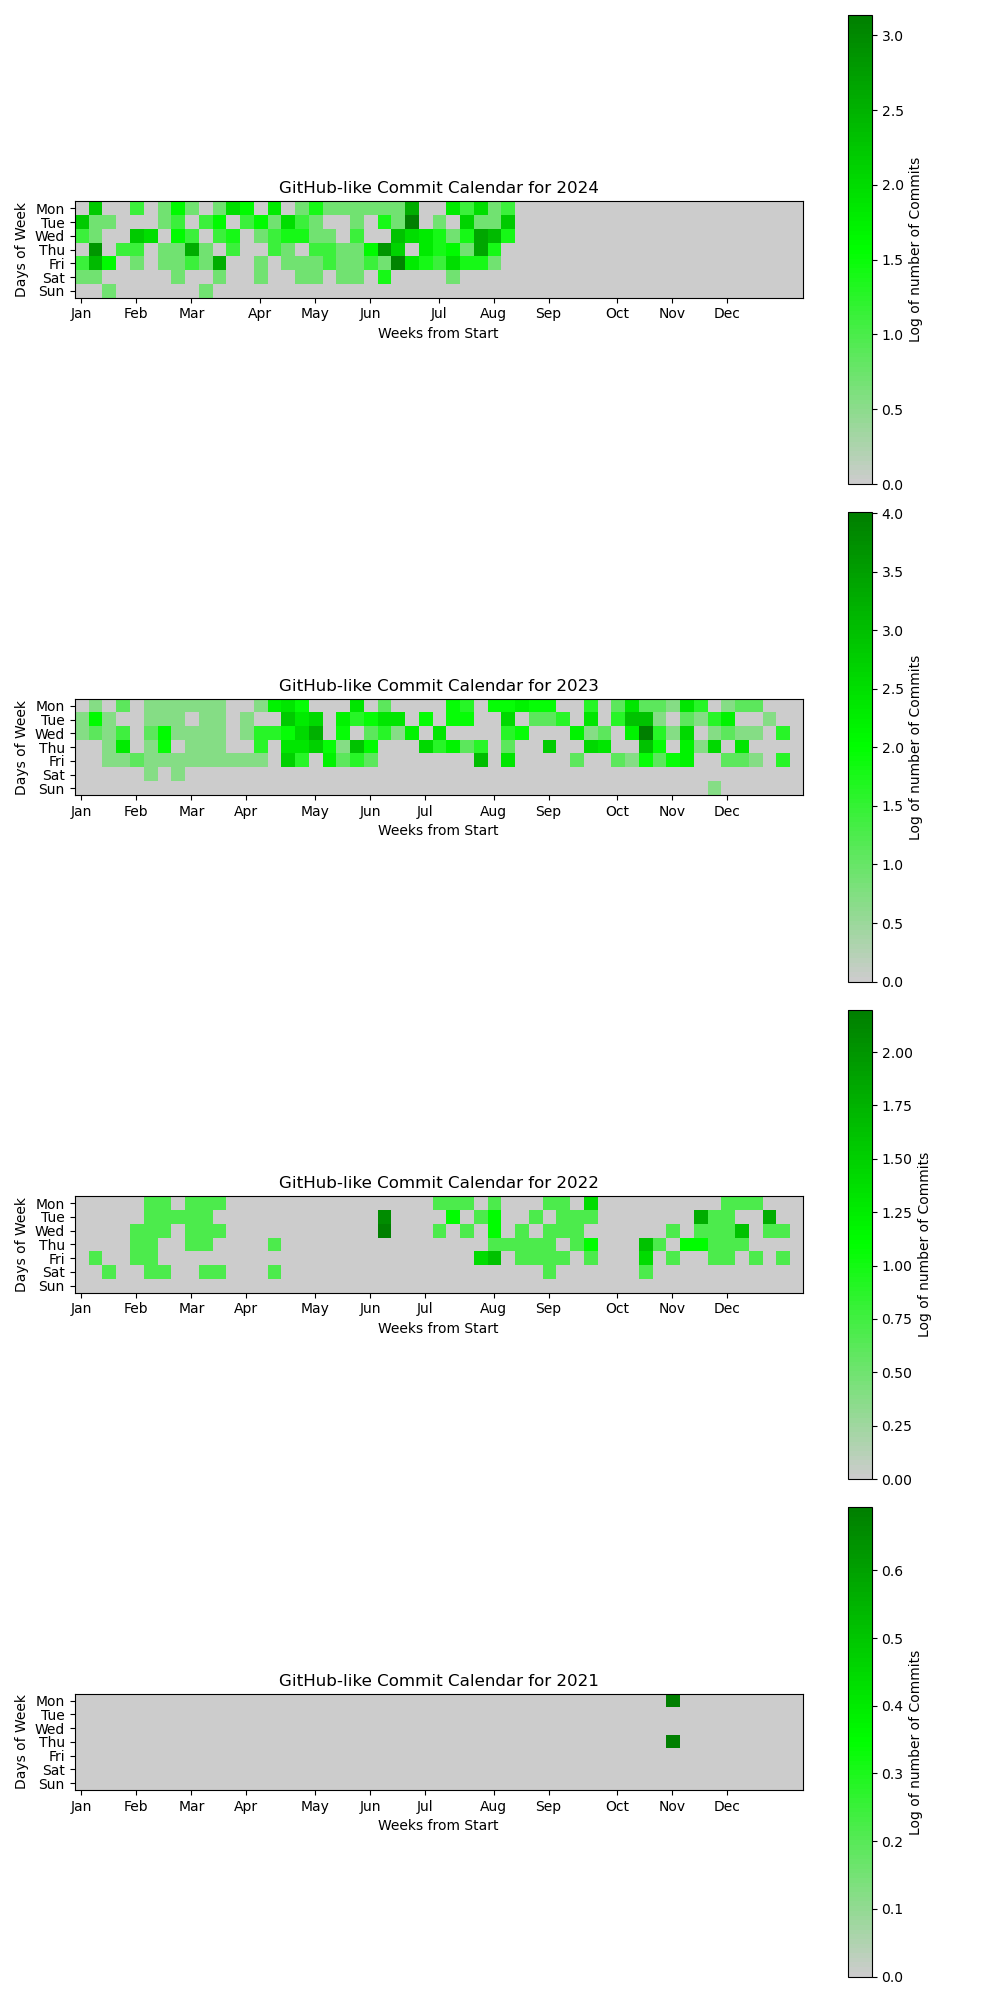 GitHub-like Commit Calendar for 2024
Days of Week
Mon
Tue
Wed
Thu
Fri
Sat
Sun
Jan Feb Mar Apr May Jun Jul Aug Sep Oct Nov Dec
Weeks from Start
3.0
2.5
2.0
1.5
1.0
0.5
0.0
Log of number of Commits
GitHub-like Commit Calendar for 2023
Days of Week
Mon
Tue
Wed
Thu
Fri
Sat
Sun
Jan Feb Mar Apr May Jun Jul Aug Sep Oct Nov Dec
Weeks from Start
4.0
3.5
3.0
2.5
2.0
1.5
1.0
0.5
0.0
Log of number of Commits
GitHub-like Commit Calendar for 2022
Days of Week
Mon
Tue
Wed
Thu
Fri
Sat
Sun
Jan Feb Mar Apr May Jun Jul Aug Sep Oct Nov Dec
Weeks from Start
2.00
1.75
1.50
1.25
1.00
0.75
0.50
0.25
0.00
Log of number of Commits
GitHub-like Commit Calendar for 2021
Days of Week
Mon
Tue
Wed
Thu
Fri
Sat
Sun
Jan Feb Mar Apr May Jun Jul Aug Sep Oct Nov Dec
Weeks from Start
0.6
0.5
0.4
0.3
0.2
0.1
0.0
Log of number of Commits